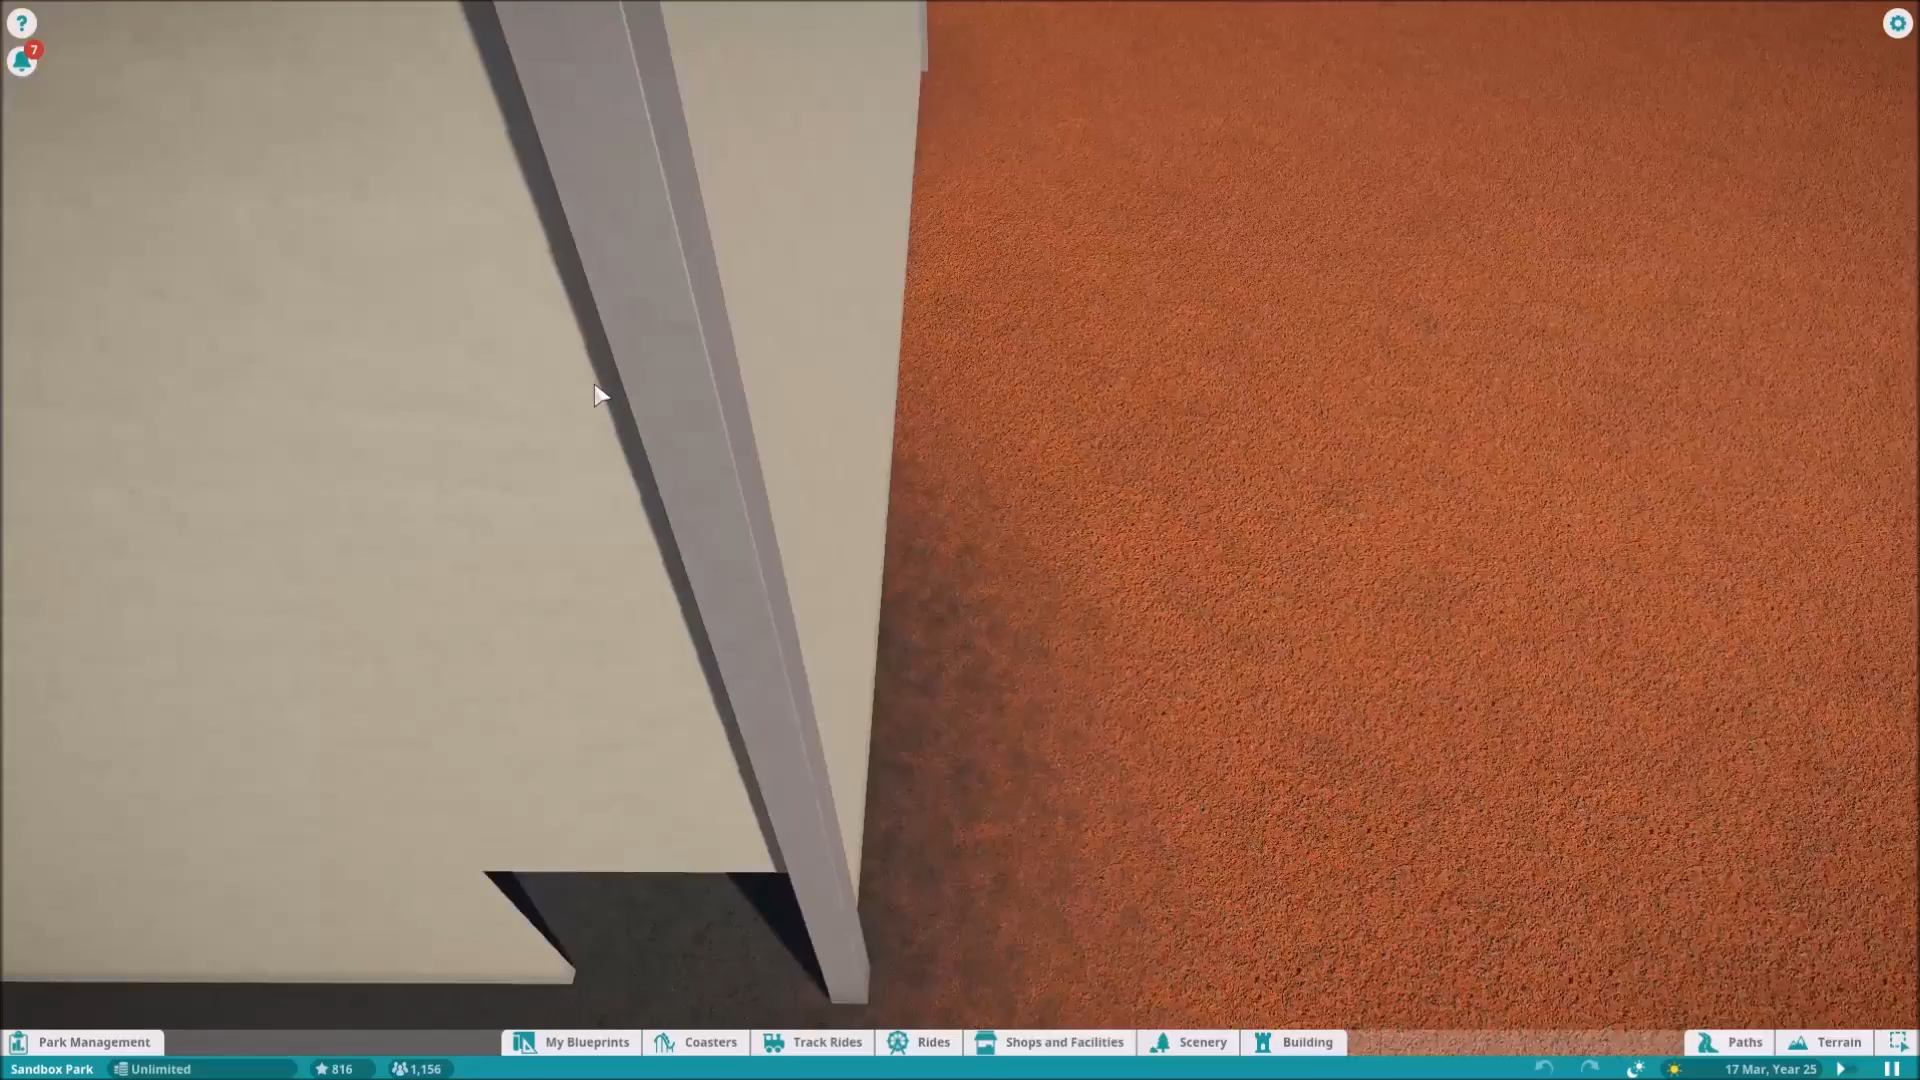 ?
7
Park Management
My Blueprints
Coasters
Track Rides
Rides
Shops and Facilities
Scenery
Building
Paths
Terrain
Sandbox Park
Unlimited
816
1,156
17 Mar, Year 25